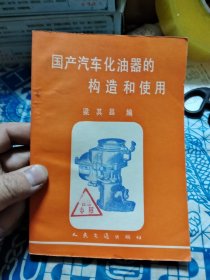 国产汽车化油器的
构造和使用
梁其昌 编
人民交通出版社